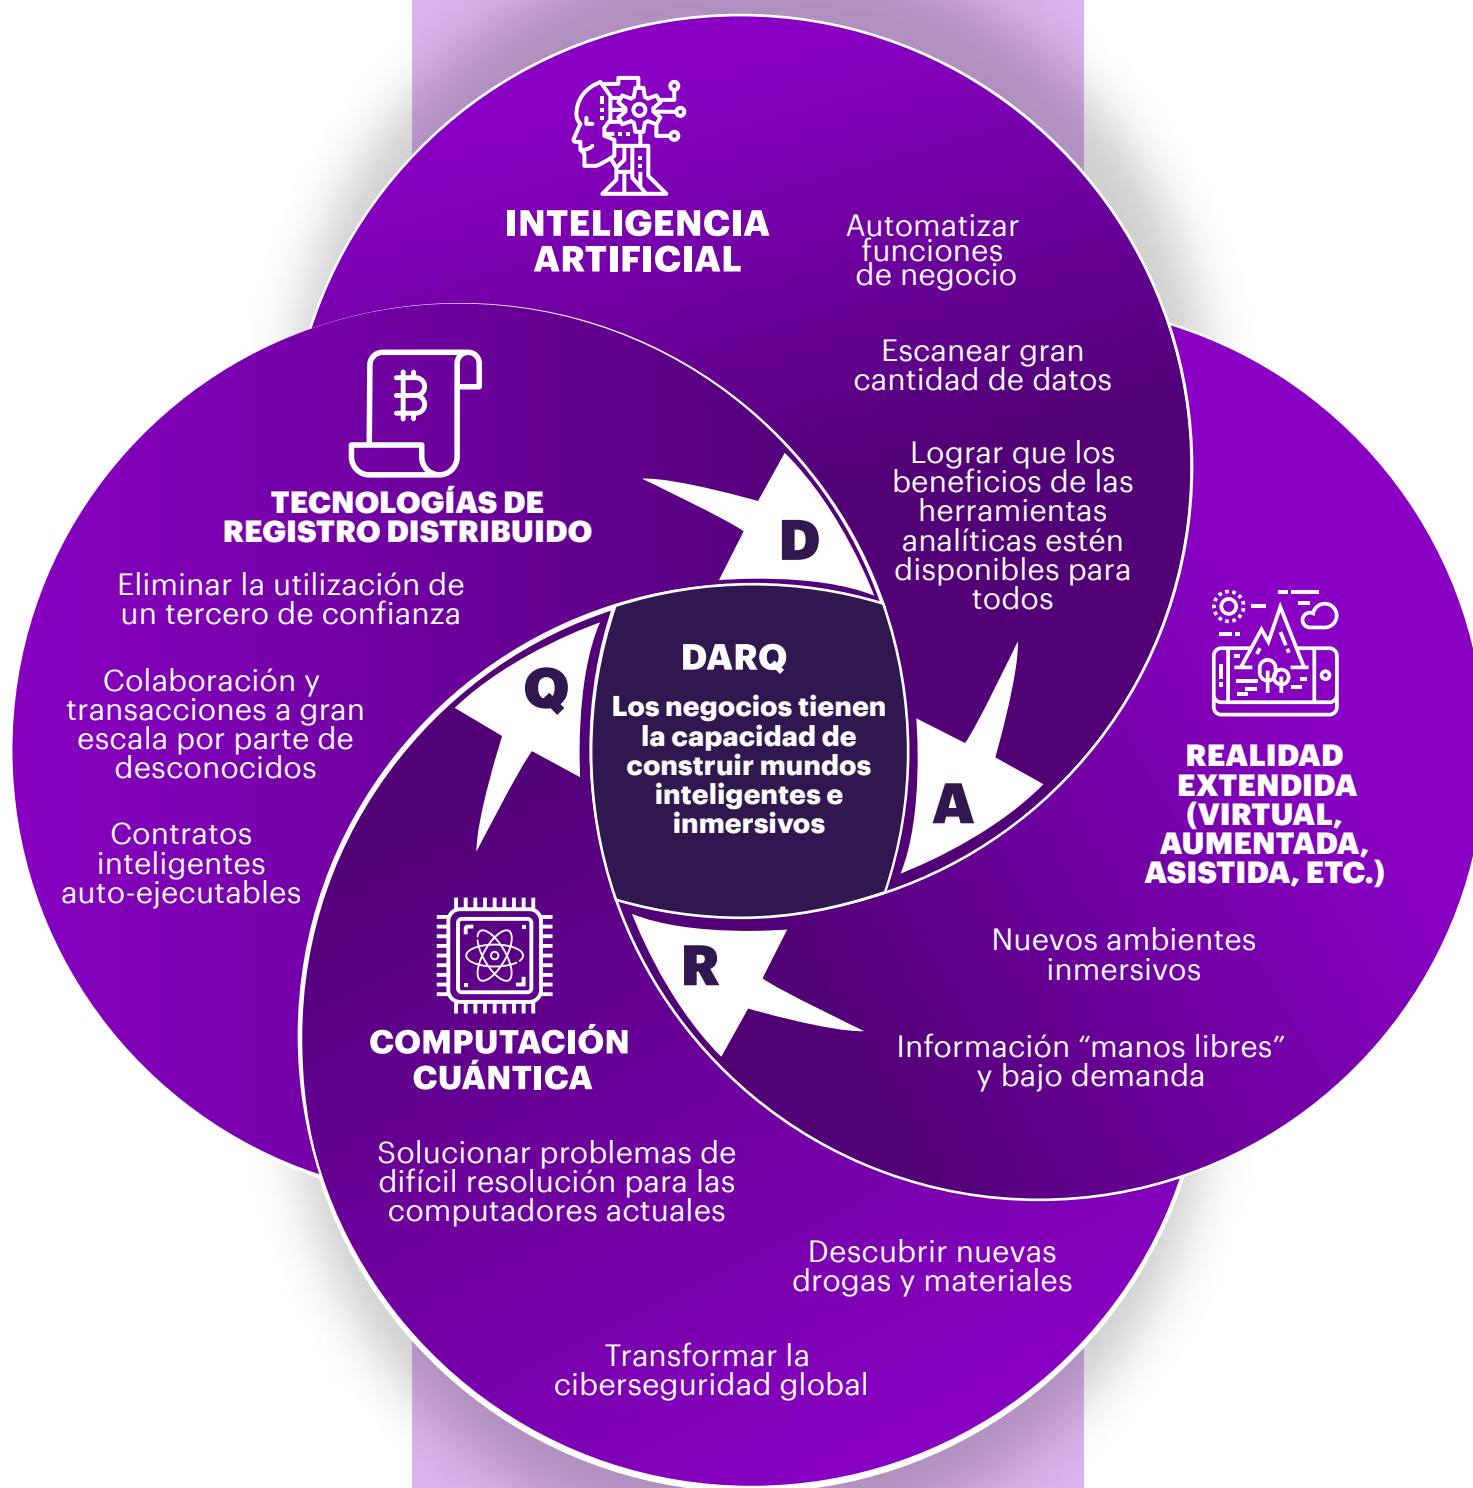 INTELIGENCIA
ARTIFICIAL
Automatizar
funciones
de negocio
Escanear gran
cantidad de datos
Lograr que los
beneficios de las
herramientas
analíticas estén
disponibles para
todos
TECNOLOGÍAS DE
REGISTRO DISTRIBUIDO
Eliminar la utilización de
un tercero de confianza
Colaboración y
transacciones a gran
escala por parte de
desconocidos
Contratos
inteligentes
auto-ejecutables
D
Q
A
R
DARQ
Los negocios tienen
la capacidad de
construir mundos
inteligentes e
inmersivos
REALIDAD
EXTENDIDA
(VIRTUAL,
AUMENTADA,
ASISTIDA, ETC.)
Nuevos ambientes
inmersivos
Información “manos libres”
y bajo demanda
COMPUTACIÓN
CUÁNTICA
Solucionar problemas de
difícil resolución para las
computadores actuales
Descubrir nuevas
drogas y materiales
Transformar la
ciberseguridad global